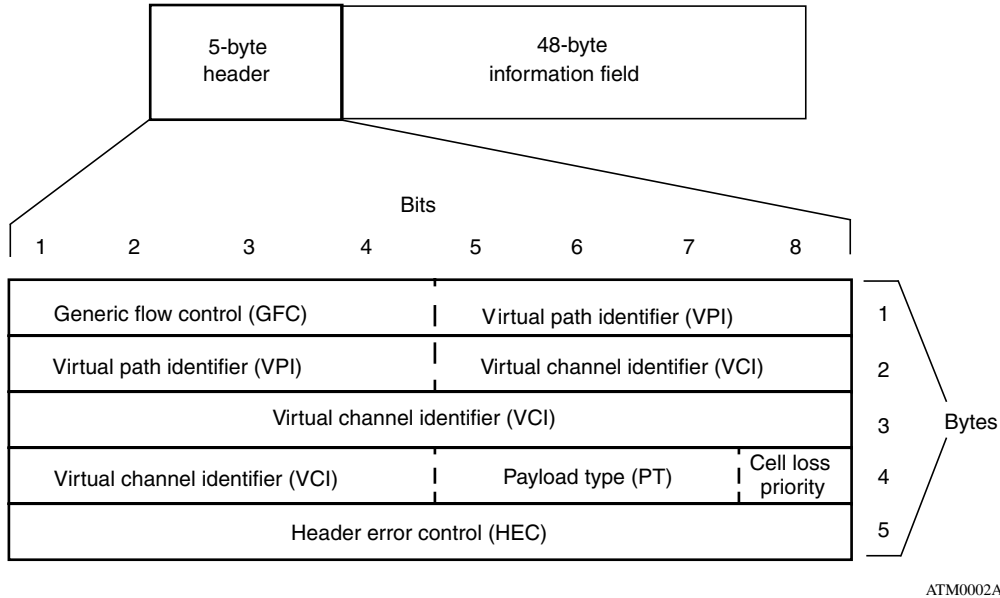 5-byte
header
48-byte
information field
Bits
1 2 3 4 5 6 7 8
Generic flow control (GFC) Virtual path identifier (VPI) 1
Virtual path identifier (VPI) Virtual channel identifier (VCI) 2
Virtual channel identifier (VCI) 3
Bytes
Virtual channel identifier (VCI) Payload type (PT) Cell loss
priority 4
Header error control (HEC) 5
ATM0002A